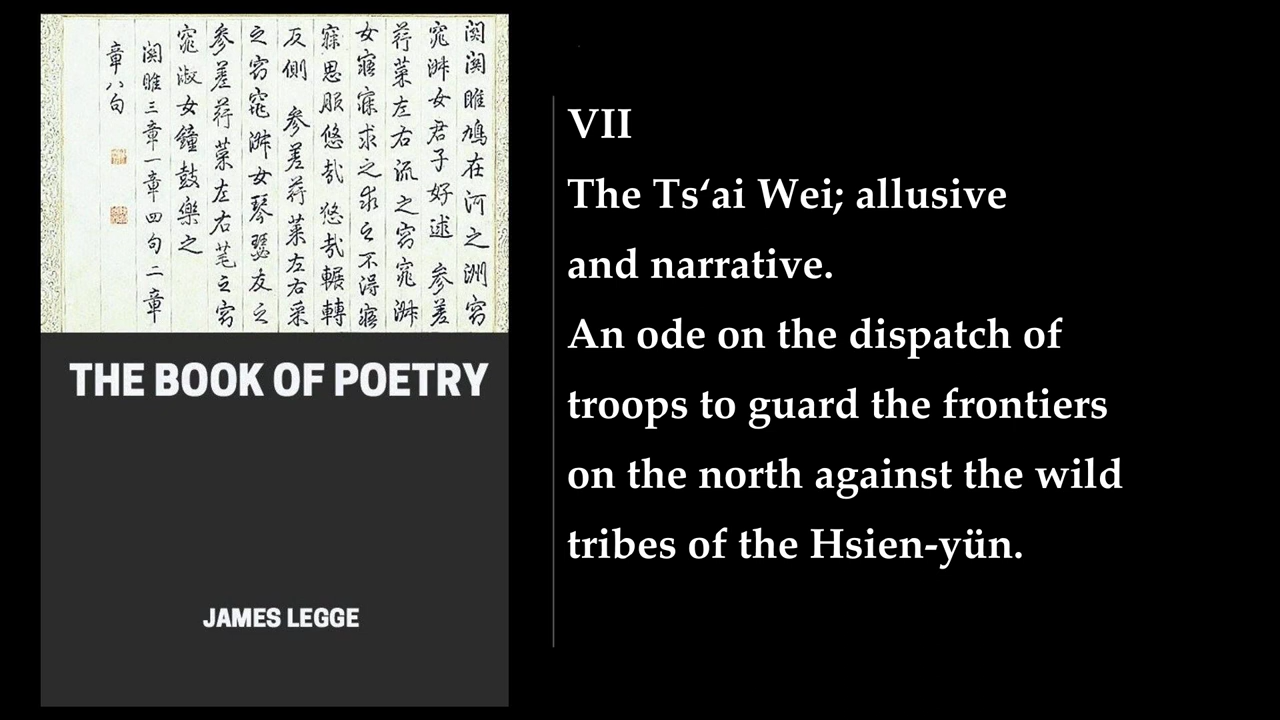 關關雎鳩在河之洲窈
窕淑女君子好逑 參差
荇菜左右流之窈窕淑
女寤寐求之求之不得寤
寐思服悠哉悠哉輾轉
反側 參差荇菜左右采
之窈窕淑女琴瑟友之
參差荇菜左右芼之窈
窕淑女鐘鼓樂之
關雎三章一章四句二章
章八句
THE BOOK OF POETRY
JAMES LEGGE
VII
The Ts‘ai Wei; allusive
and narrative.
An ode on the dispatch of
troops to guard the frontiers
on the north against the wild
tribes of the Hsien-yün.